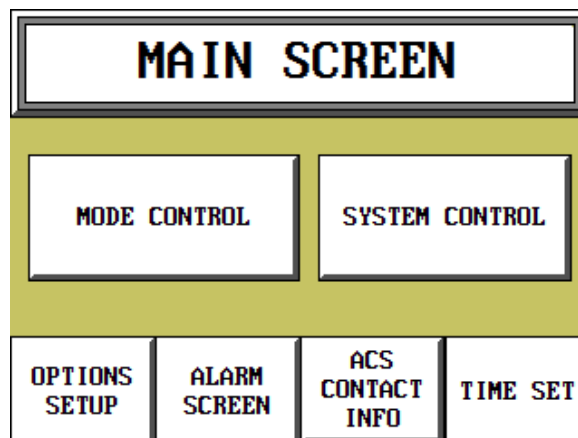 MAIN SCREEN
MODE CONTROL
SYSTEM CONTROL
OPTIONS
SETUP
ALARM
SCREEN
ACS
CONTACT
INFO
TIME SET